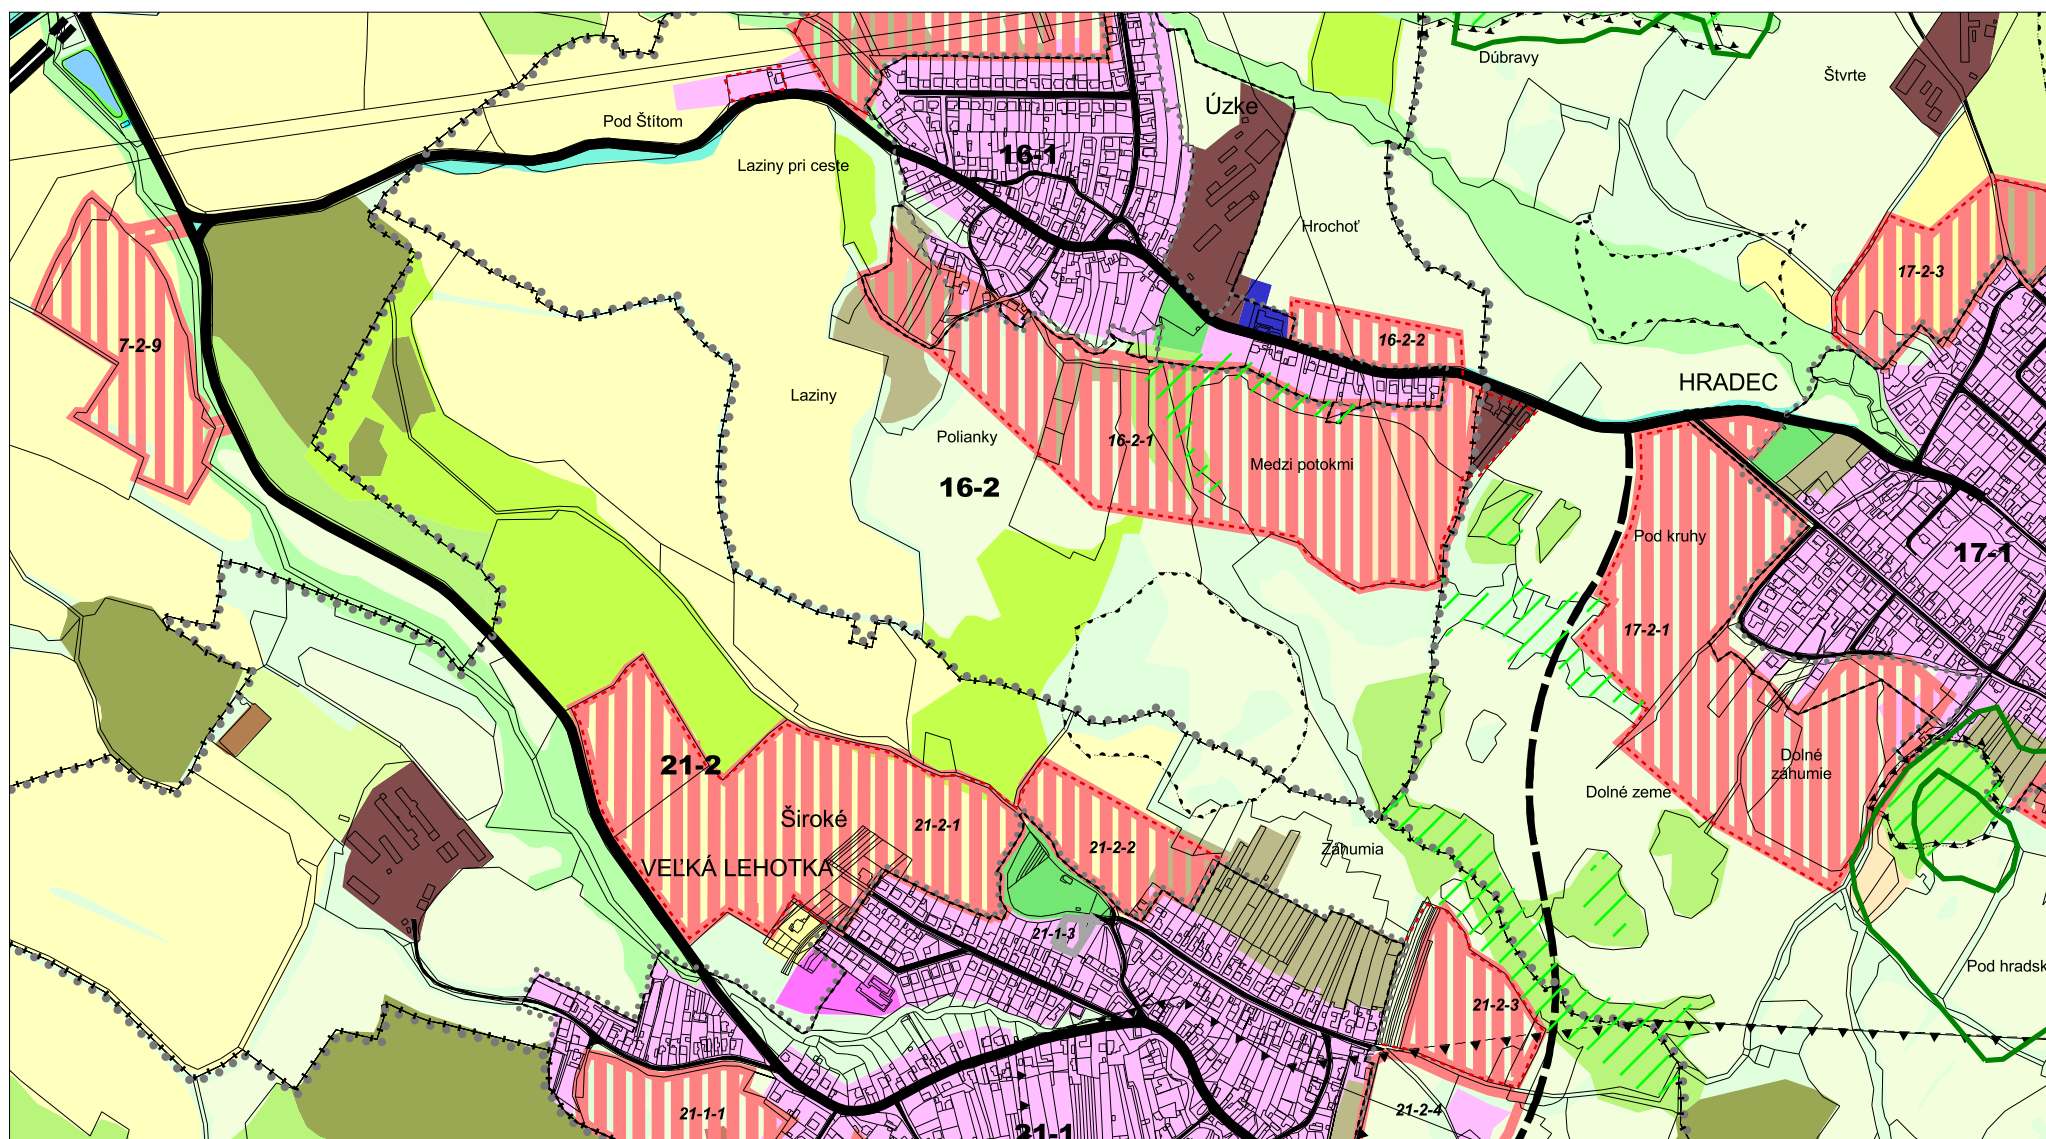 Dúbravy
Štvrte
Úzke
Pod Štítom
16-1
Laziny pri ceste
Hrochoť
17-2-3
7-2-9
16-2-2
HRADEC
Laziny
Polianky
16-2-1
Medzi potokmi
16-2
Pod kruhy
17-1
17-2-1
21-2
Dolné
záhumie
Dolné zeme
Široké
21-2-1
21-2-2
Záhumia
VEĽKÁ LEHOTKA
21-1-3
Pod hradsk
21-2-3
21-1-1
21-2-4
21-1